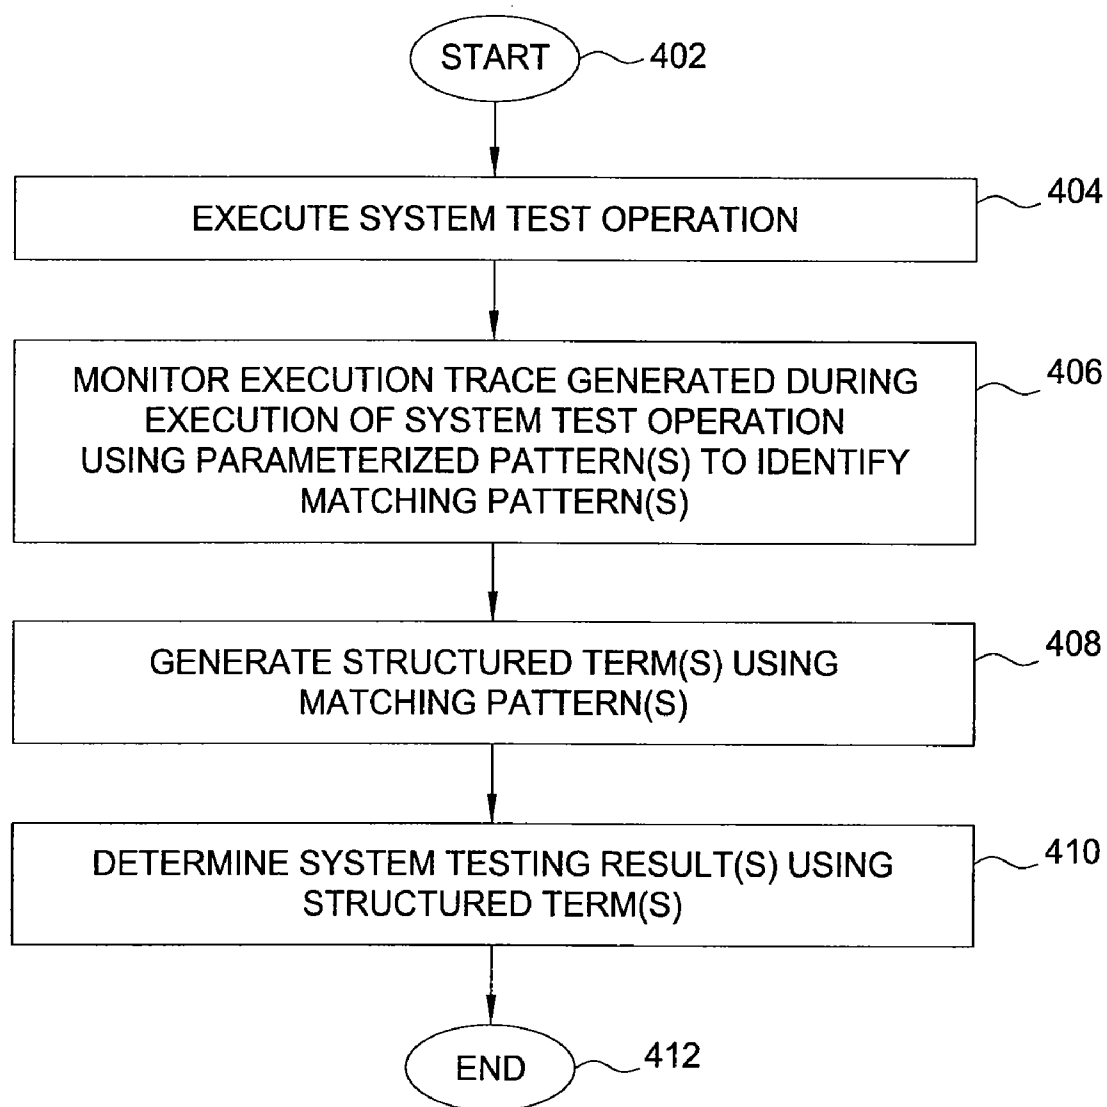 START
402
EXECUTE SYSTEM TEST OPERATION
404
MONITOR EXECUTION TRACE GENERATED DURING
EXECUTION OF SYSTEM TEST OPERATION
USING PARAMETERIZED PATTERN(S) TO IDENTIFY
MATCHING PATTERN(S)
406
GENERATE STRUCTURED TERM(S) USING
MATCHING PATTERN(S)
408
DETERMINE SYSTEM TESTING RESULT(S) USING
STRUCTURED TERM(S)
410
END
412